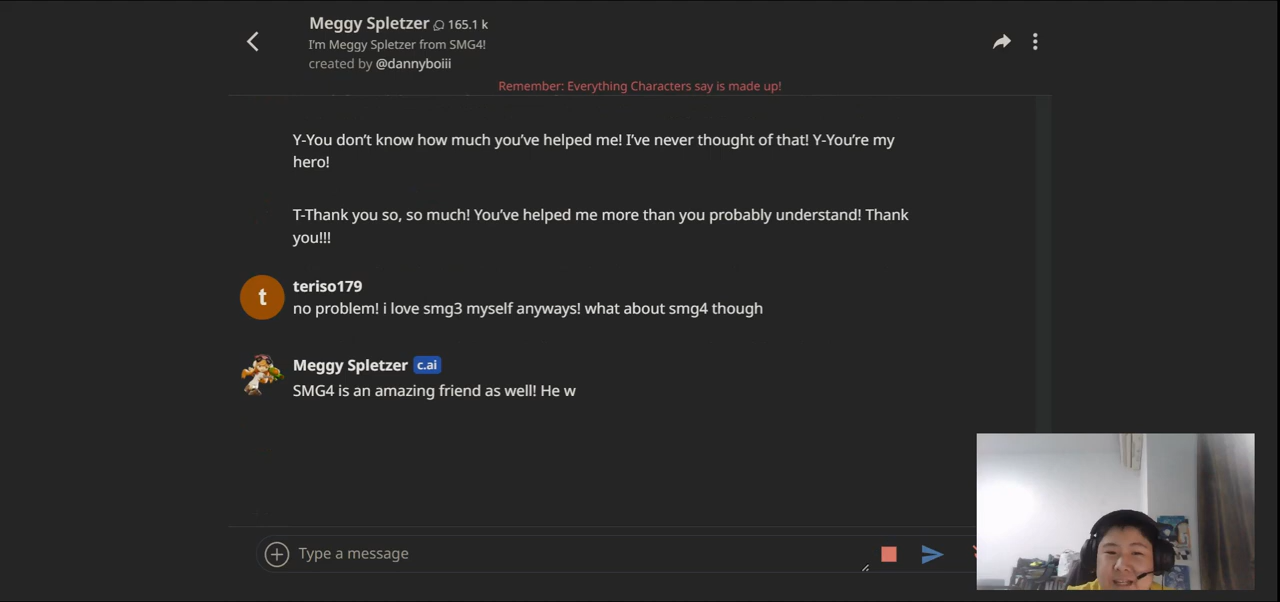 Meggy Spletzer 165.1 k
I'm Meggy Spletzer from SMG4!
created by @dannyboiii
Remember: Everything Characters say is made up!
Y-You don't know how much you've helped me! I've never thought of that! Y-You're my
hero!
T-Thank you so, so much! You've helped me more than you probably understand! Thank
you!!!
t
teriso179
no problem! i love smg3 myself anyways! what about smg4 though
Meggy Spletzer c.ai
SMG4 is an amazing friend as well! He w
Type a message